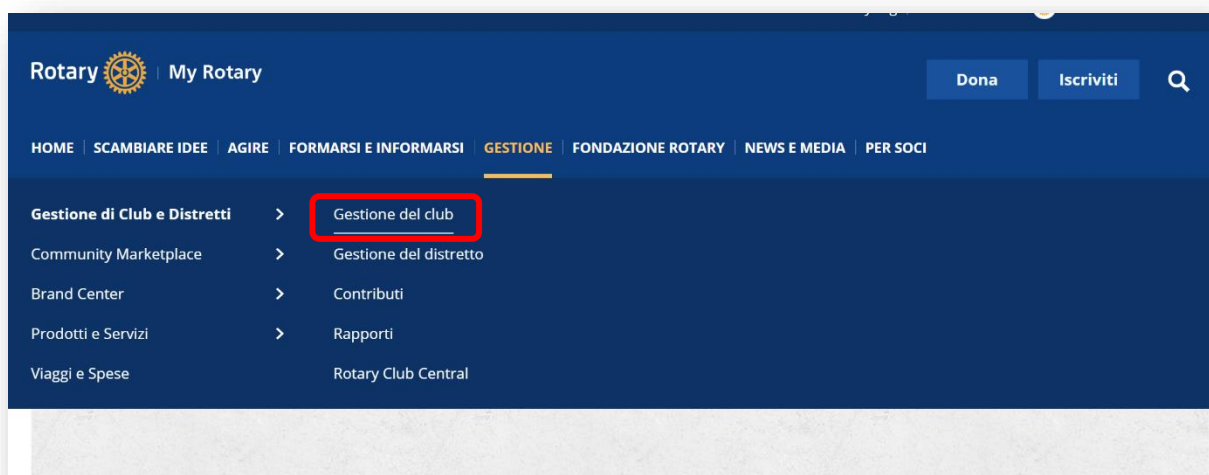 Rotary | My Rotary
Dona
Iscriviti
HOME | SCAMBIARE IDEE | AGIRE | FORMARSI E INFORMARSI | GESTIONE | FONDAZIONE ROTARY | NEWS E MEDIA | PER SOCI
Gestione di Club e Distretti
Community Marketplace
Brand Center
Prodotti e Servizi
Viaggi e Spese
Gestione del club
Gestione del distretto
Contributi
Rapporti
Rotary Club Central